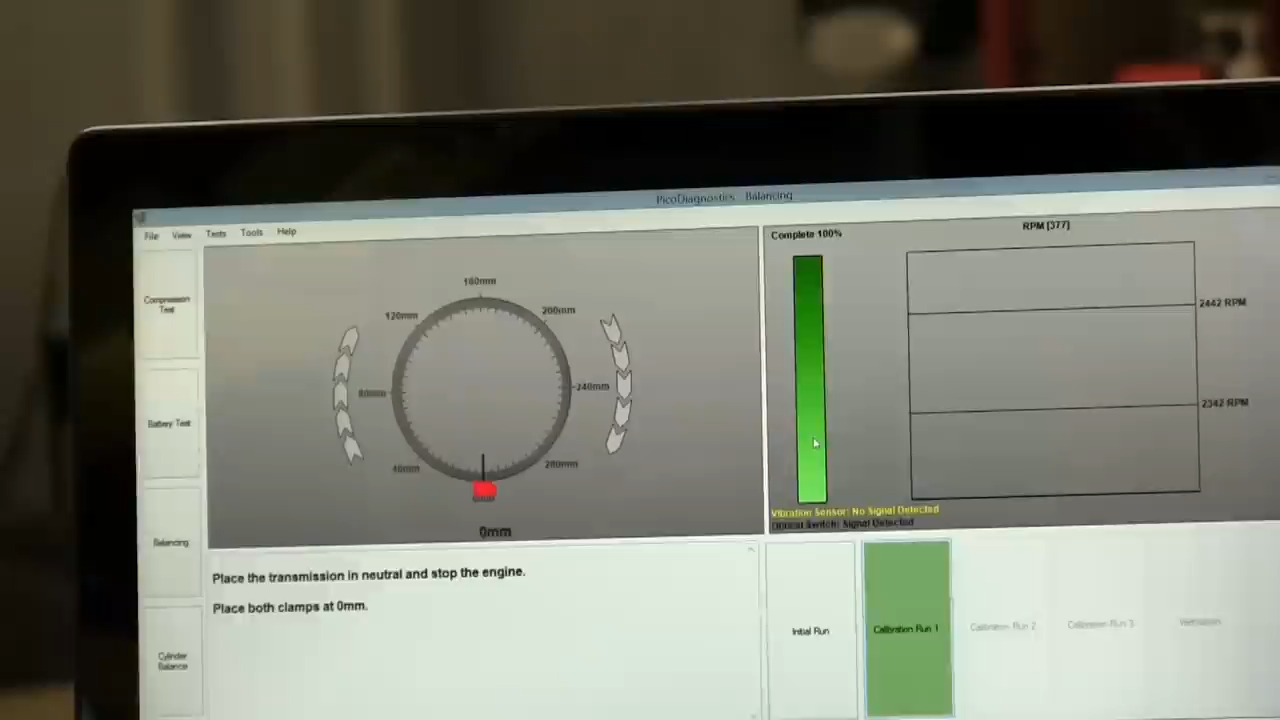 PicoDiagnostics - Balancing
File View Tests Tools Help
Compression
Test
Battery Test
Balancing
Cylinder
Balance
160mm
120mm
200mm
80mm
240mm
40mm
280mm
0mm
Complete 100%
RPM [377]
2442 RPM
2342 RPM
Vibration Sensor: No Signal Detected
Optical Switch: Signal Detected
Place the transmission in neutral and stop the engine.
Place both clamps at 0mm.
Initial Run
Calibration Run 1
Calibration Run 2
Calibration Run 3
Verification